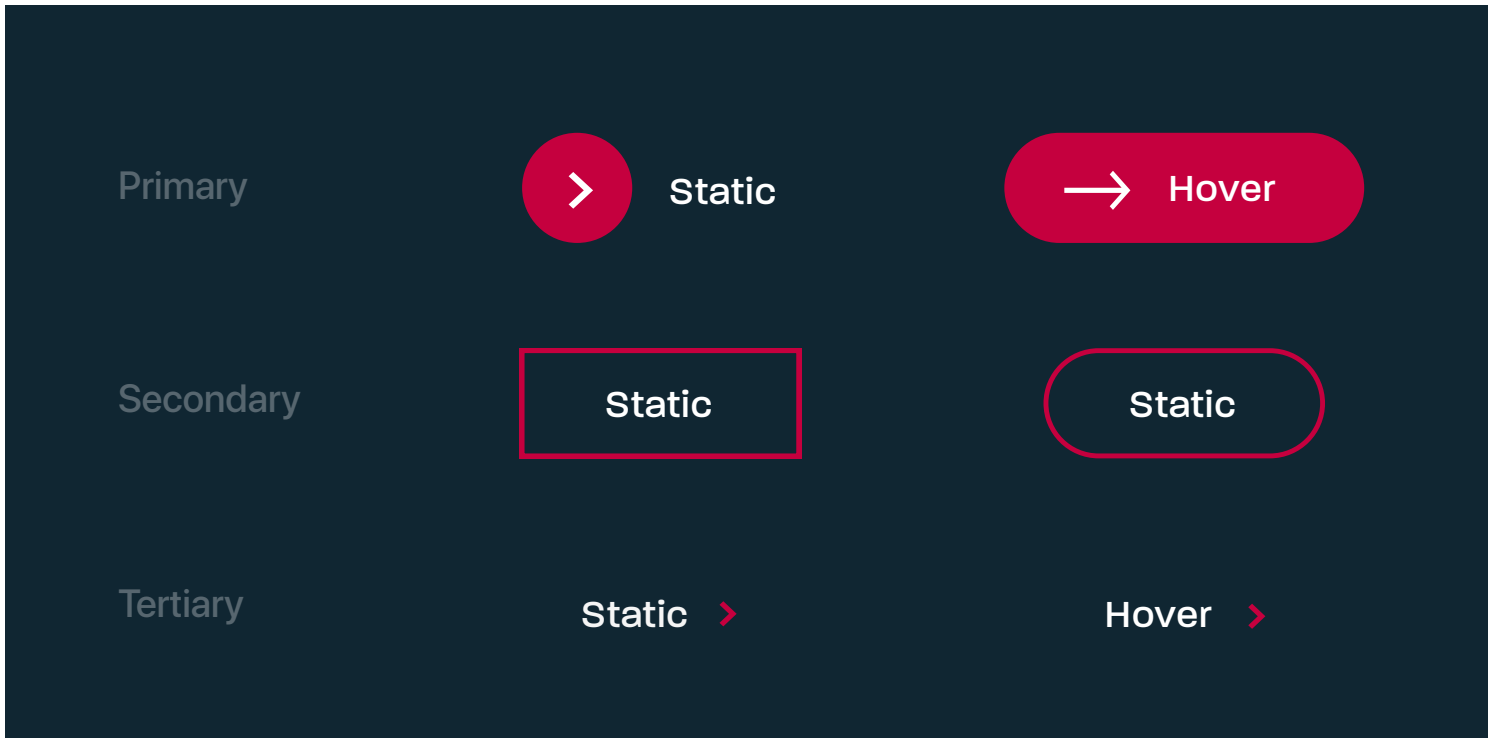 Primary
Static
Hover
Secondary
Static
Static
Tertiary
Static
Hover